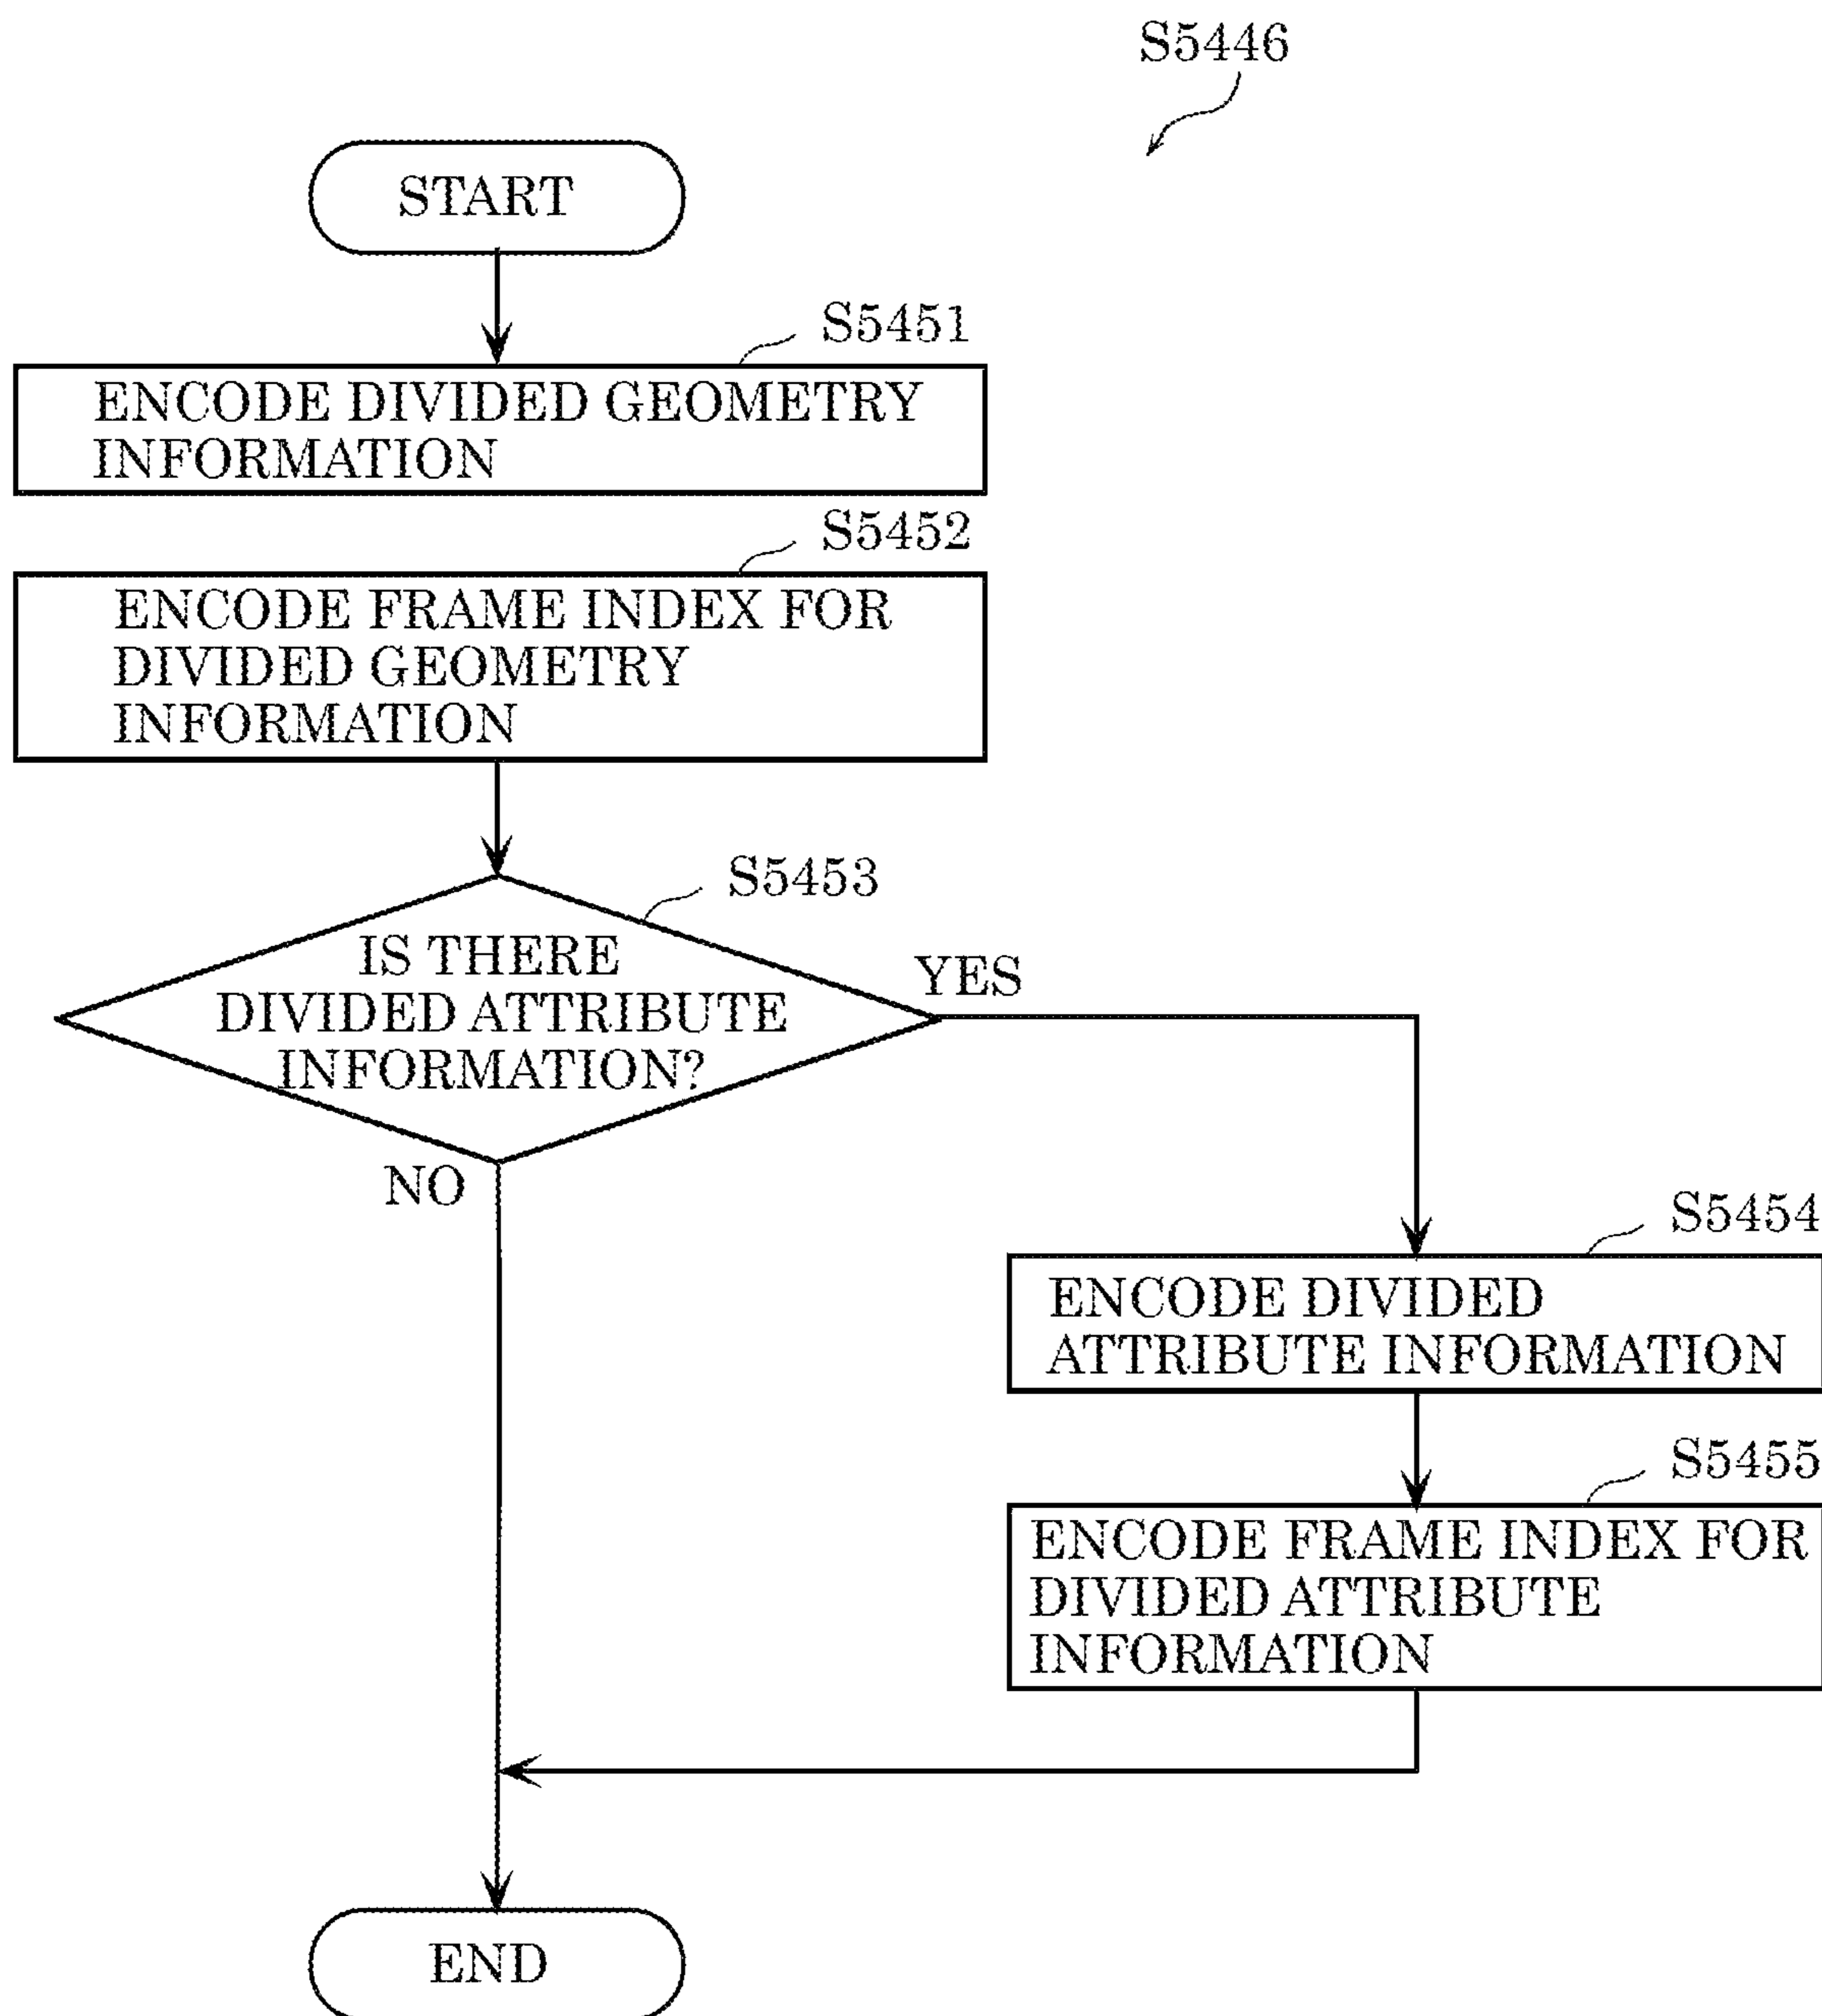 S5446
START
S5451
ENCODE DIVIDED GEOMETRY
INFORMATION
S5452
ENCODE FRAME INDEX FOR
DIVIDED GEOMETRY
INFORMATION
S5453
IS THERE
DIVIDED ATTRIBUTE
INFORMATION?
YES
NO
S5454
ENCODE DIVIDED
ATTRIBUTE INFORMATION
S5455
ENCODE FRAME INDEX FOR
DIVIDED ATTRIBUTE
INFORMATION
END